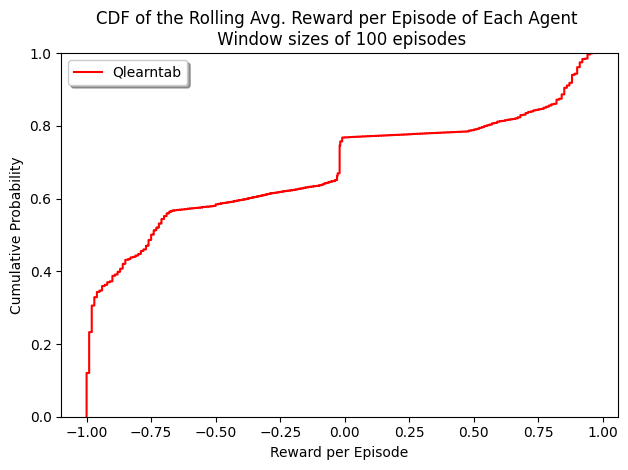 CDF of the Rolling Avg. Reward per Episode of Each Agent
Window sizes of 100 episodes
Qlearntab
Cumulative Probability
1.0
0.8
0.6
0.4
0.2
0.0
−1.00 −0.75 −0.50 −0.25 0.00 0.25 0.50 0.75 1.00
Reward per Episode